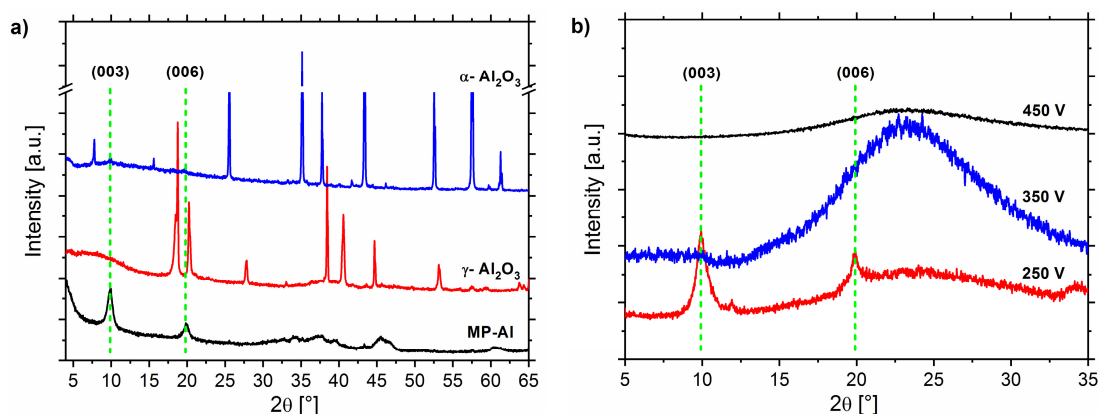 a)
(003)
(006)
α- Al₂O₃
γ- Al₂O₃
MP-Al
Intensity [a.u.]
5 10 15 20 25 30 35 40 45 50 55 60 65
2θ [°]
b)
(003)
(006)
450 V
350 V
250 V
Intensity [a.u.]
5 10 15 20 25 30 35
2θ [°]